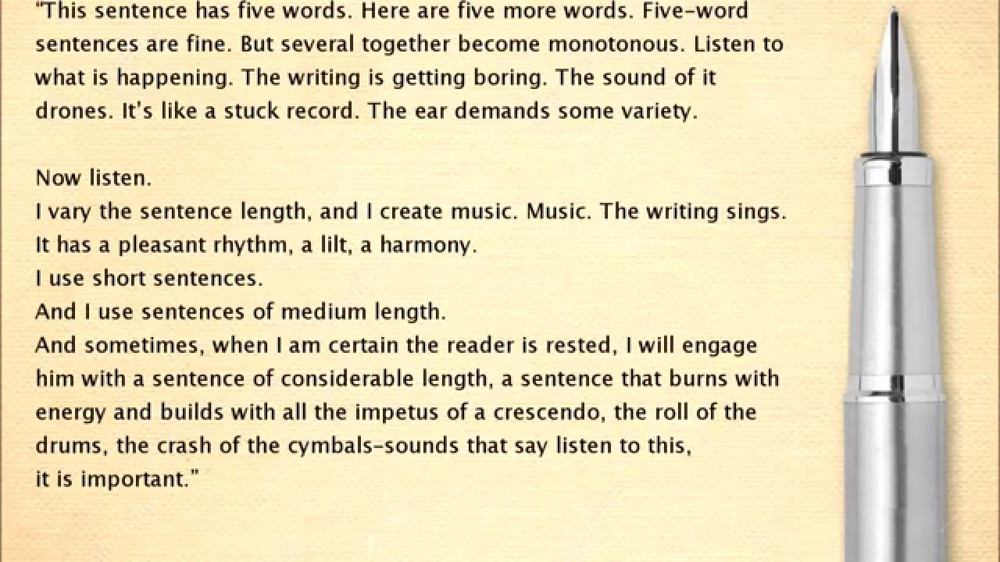 “This sentence has five words. Here are five more words. Five-word
sentences are fine. But several together become monotonous. Listen to
what is happening. The writing is getting boring. The sound of it
drones. It's like a stuck record. The ear demands some variety.
Now listen.
I vary the sentence length, and I create music. Music. The writing sings.
It has a pleasant rhythm, a lilt, a harmony.
I use short sentences.
And I use sentences of medium length.
And sometimes, when I am certain the reader is rested, I will engage
him with a sentence of considerable length, a sentence that burns with
energy and builds with all the impetus of a crescendo, the roll of the
drums, the crash of the cymbals–sounds that say listen to this,
it is important.”